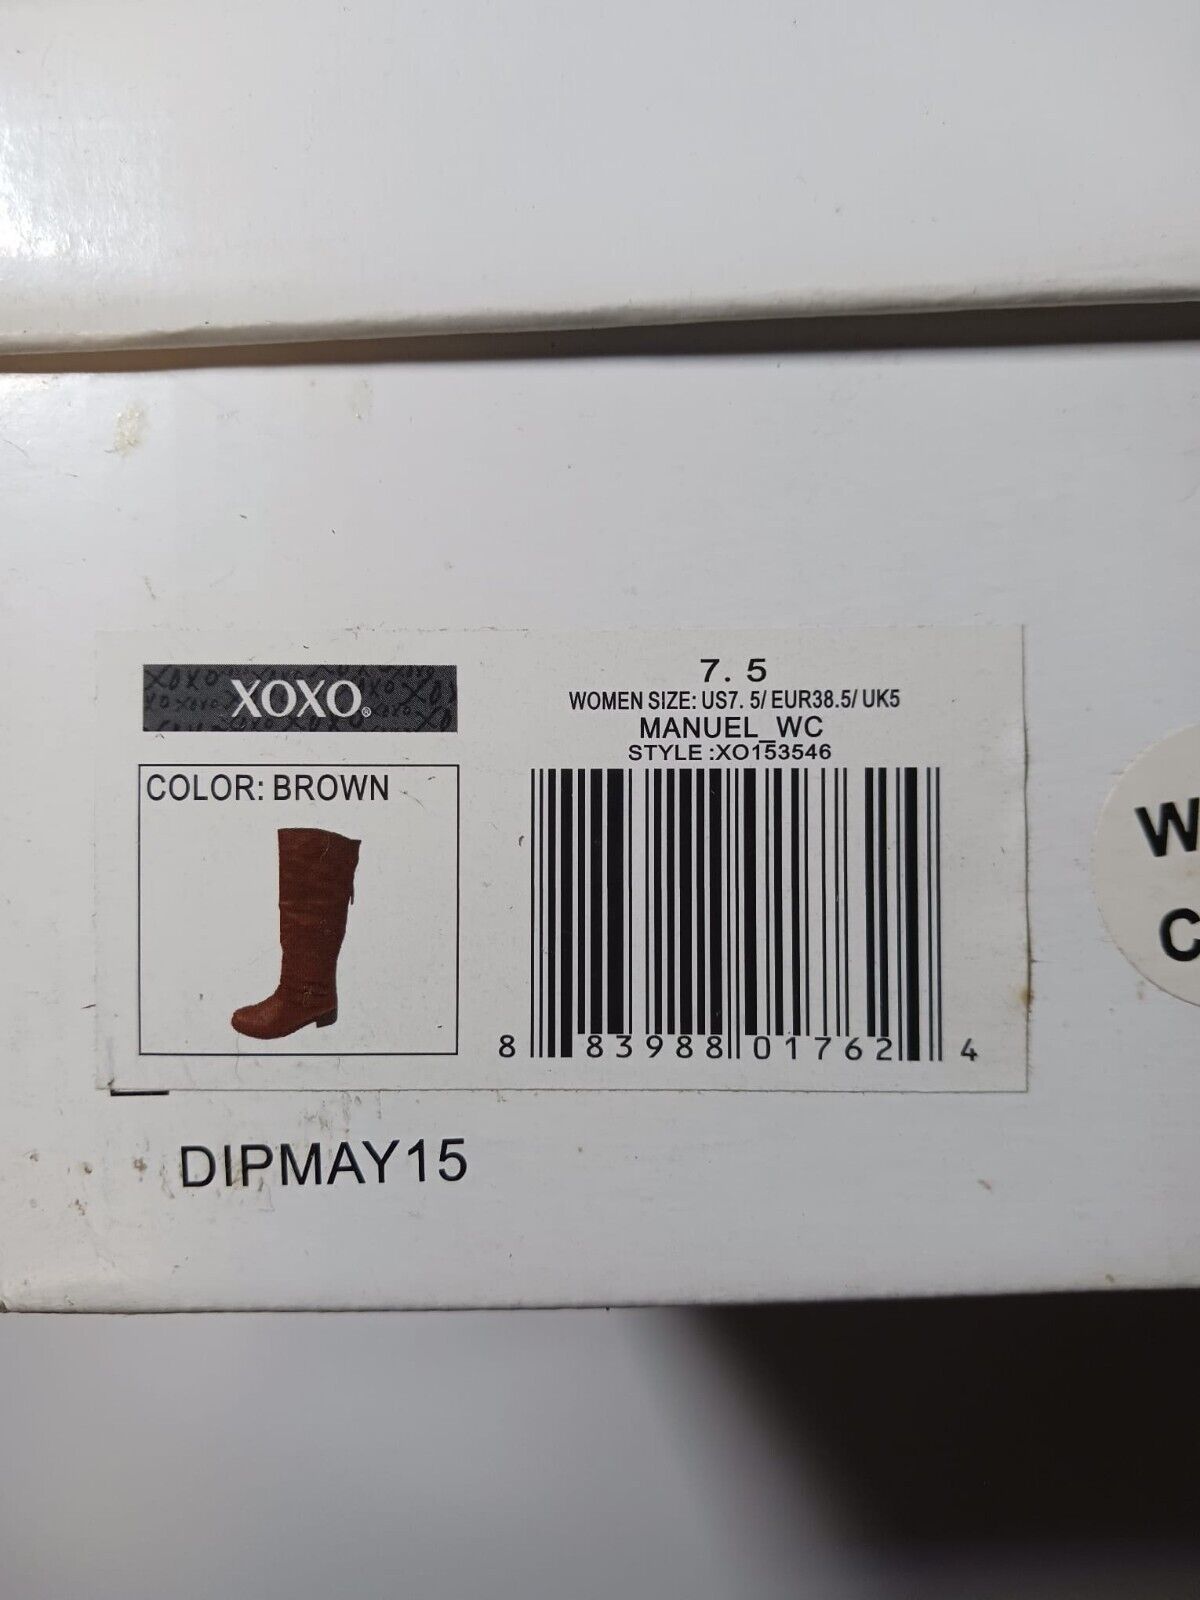 XOXO®
COLOR: BROWN
7. 5
WOMEN SIZE: US7. 5/ EUR38.5/ UK5
MANUEL_WC
STYLE :XO153546
8 83988 01762 4
DIPMAY15
W
C